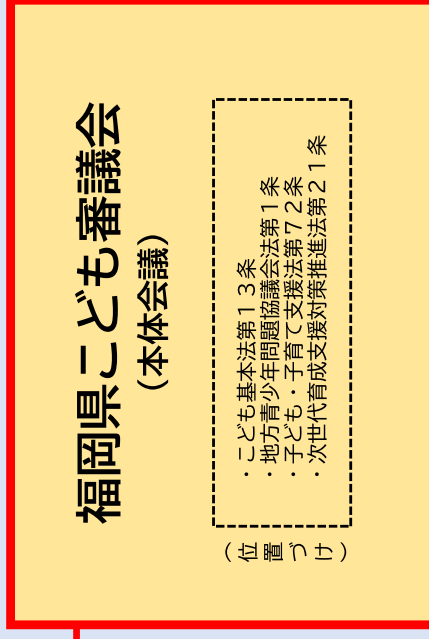 福岡県こども審議会
（本体会議）
（位置づけ）
・こども基本法第１３条
・地方青少年問題協議会法第１条
・子ども・子育て支援法第７２条
・次世代育成支援対策推進法第２１条